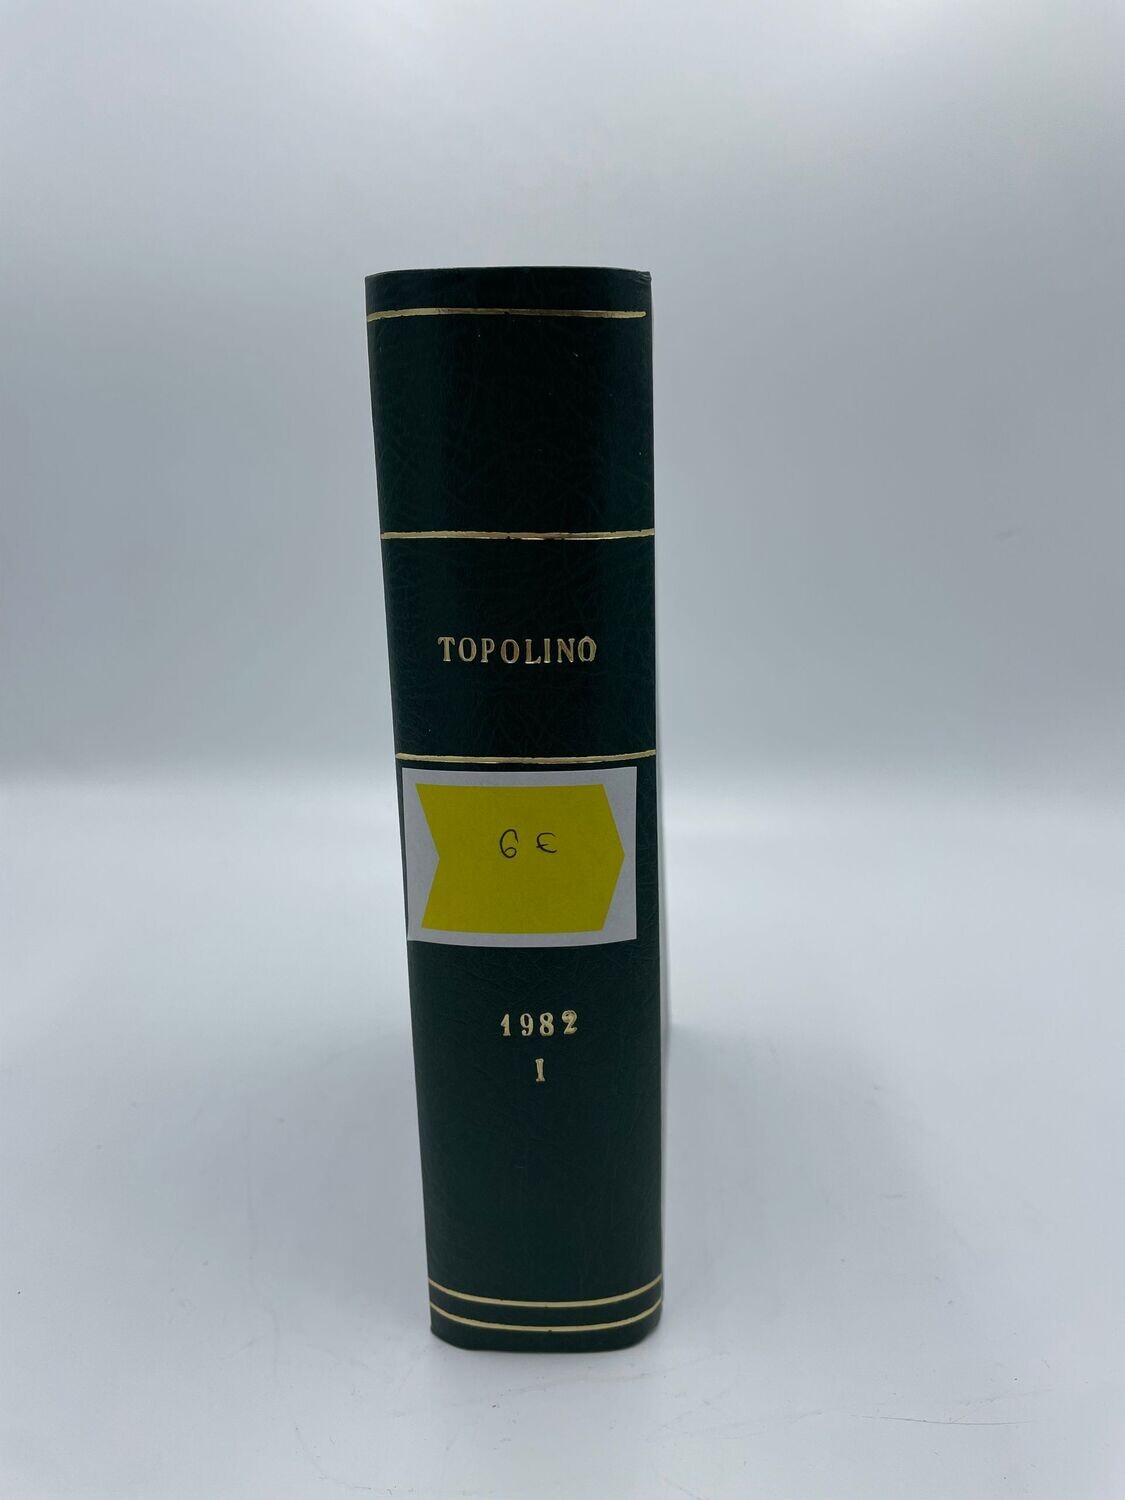 TOPOLINO
6 €
1982
I